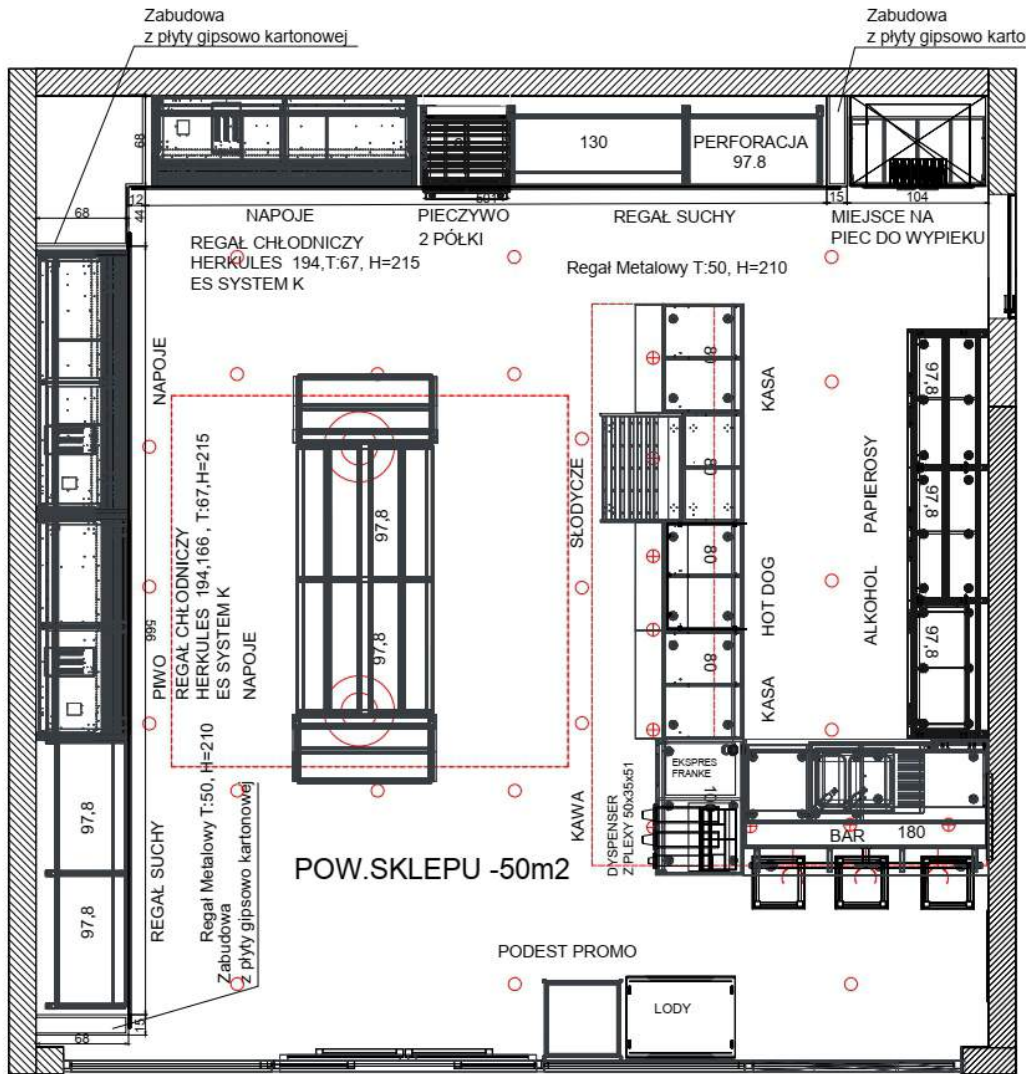 Zabudowa
z płyty gipsowo kartonowej
Zabudowa
z płyty gipsowo karto
68
130
PERFORACJA
97.8
12
44
15
104
68
NAPOJE
PIECZYWO
2 PÓŁKI
REGAŁ SUCHY
MIEJSCE NA
PIEC DO WYPIEKU
REGAŁ CHŁODNICZY
HERKULES 194,T:67, H=215
ES SYSTEM K
Regał Metalowy T:50, H=210
NAPOJE
PIWO
566
REGAŁ CHŁODNICZY
HERKULES 194,166 , T:67,H=215
ES SYSTEM K
NAPOJE
97,8
97,8
SŁODYCZE
KAWA
80
80
80
80
KASA
HOT DOG
KASA
PAPIEROSY
ALKOHOL
97.8
97.8
97.8
EKSPRES
FRANKE
DYSPENSER
Z PLEXY 50x35x51
BAR
180
97,8
97,8
REGAŁ SUCHY
Regał Metalowy T:50, H=210
Zabudowa
z płyty gipsowo kartonowej
POW.SKLEPU -50m2
PODEST PROMO
LODY
15
68